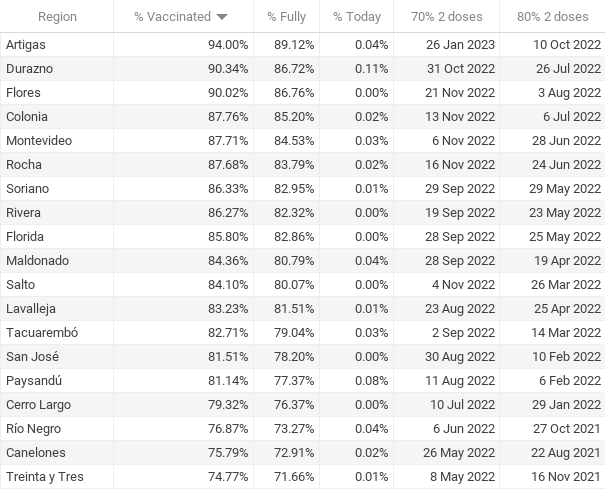 Region % Vaccinated % Fully % Today 70% 2 doses 80% 2 doses
Artigas 94.00% 89.12% 0.04% 26 Jan 2023 10 Oct 2022
Durazno 90.34% 86.72% 0.11% 31 Oct 2022 26 Jul 2022
Flores 90.02% 86.76% 0.00% 21 Nov 2022 3 Aug 2022
Colonia 87.76% 85.20% 0.02% 13 Nov 2022 6 Jul 2022
Montevideo 87.71% 84.53% 0.03% 6 Nov 2022 28 Jun 2022
Rocha 87.68% 83.79% 0.02% 16 Nov 2022 24 Jun 2022
Soriano 86.33% 82.95% 0.01% 29 Sep 2022 29 May 2022
Rivera 86.27% 82.32% 0.00% 19 Sep 2022 23 May 2022
Florida 85.80% 82.86% 0.00% 28 Sep 2022 25 May 2022
Maldonado 84.36% 80.79% 0.04% 28 Sep 2022 19 Apr 2022
Salto 84.10% 80.07% 0.00% 4 Nov 2022 26 Mar 2022
Lavalleja 83.23% 81.51% 0.01% 23 Aug 2022 25 Apr 2022
Tacuarembó 82.71% 79.04% 0.03% 2 Sep 2022 14 Mar 2022
San José 81.51% 78.20% 0.00% 30 Aug 2022 10 Feb 2022
Paysandú 81.14% 77.37% 0.08% 11 Aug 2022 6 Feb 2022
Cerro Largo 79.32% 76.37% 0.00% 10 Jul 2022 29 Jan 2022
Río Negro 76.87% 73.27% 0.04% 6 Jun 2022 27 Oct 2021
Canelones 75.79% 72.91% 0.02% 26 May 2022 22 Aug 2021
Treinta y Tres 74.77% 71.66% 0.01% 8 May 2022 16 Nov 2021